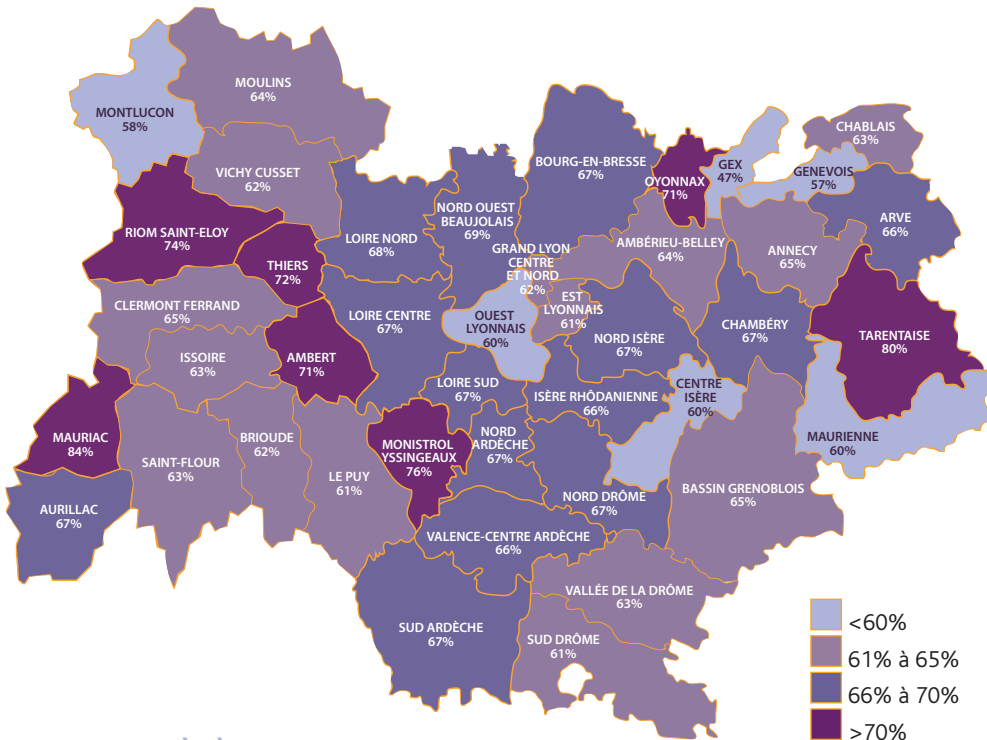 MOULINS
64%
MONTLUCON
58%
VICHY CUSSET
62%
RIOM SAINT-ELOY
74%
THIERS
72%
CLERMONT FERRAND
65%
ISSOIRE
63%
AMBERT
71%
MAURIAC
84%
SAINT-FLOUR
63%
BRIOUDE
62%
LE PUY
61%
AURILLAC
67%
LOIRE NORD
68%
NORD OUEST
BEAUJOLAIS
69%
BOURG-EN-BRESSE
67%
OYONNAX
71%
GEX
47%
CHABLAIS
63%
GENEVOIS
57%
ARVE
66%
ANNECY
65%
AMBÉRIEU-BELLEY
64%
GRAND LYON
CENTRE
ET NORD
62%
EST
LYONNAIS
61%
OUEST
LYONNAIS
60%
LOIRE CENTRE
67%
NORD ISÈRE
67%
CHAMBÉRY
67%
TARENTAISE
80%
LOIRE SUD
67%
ISÈRE RHÔDANIENNE
66%
CENTRE
ISÈRE
60%
MAURIENNE
60%
MONISTROL
YSSINGEAUX
76%
NORD
ARDÈCHE
67%
NORD DRÔME
67%
BASSIN GRENOBLOIS
65%
VALENCE-CENTRE ARDÈCHE
66%
VALLÉE DE LA DRÔME
63%
SUD ARDÈCHE
67%
SUD DRÔME
61%
<60%
61% à 65%
66% à 70%
>70%